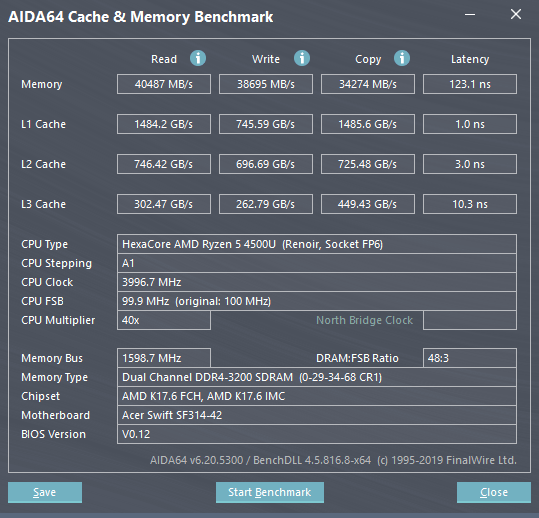 AIDA64 Cache & Memory Benchmark
Read Write Copy Latency
Memory 40487 MB/s 38695 MB/s 34274 MB/s 123.1 ns
L1 Cache 1484.2 GB/s 745.59 GB/s 1485.6 GB/s 1.0 ns
L2 Cache 746.42 GB/s 696.69 GB/s 725.48 GB/s 3.0 ns
L3 Cache 302.47 GB/s 262.79 GB/s 449.43 GB/s 10.3 ns
CPU Type HexaCore AMD Ryzen 5 4500U (Renoir, Socket FP6)
CPU Stepping A1
CPU Clock 3996.7 MHz
CPU FSB 99.9 MHz (original: 100 MHz)
CPU Multiplier 40x North Bridge Clock
Memory Bus 1598.7 MHz DRAM:FSB Ratio 48:3
Memory Type Dual Channel DDR4-3200 SDRAM (0-29-34-68 CR1)
Chipset AMD K17.6 FCH, AMD K17.6 IMC
Motherboard Acer Swift SF314-42
BIOS Version V0.12
AIDA64 v6.20.5300 / BenchDLL 4.5.816.8-x64 (c) 1995-2019 FinalWire Ltd.
Save Start Benchmark Close